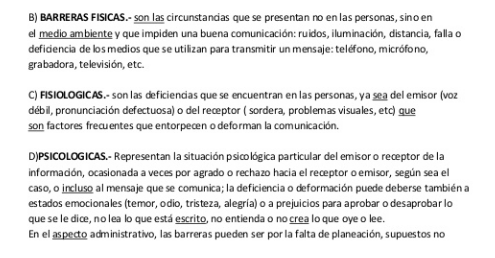 B) BARRERAS FISICAS.- son las circunstancias que se presentan no en las personas, sino en
el medio ambiente y que impiden una buena comunicación: ruidos, iluminación, distancia, falla o
deficiencia de los medios que se utilizan para transmitir un mensaje: teléfono, micrófono,
grabadora, televisión, etc.
C) FISIOLOGICAS.- son las deficiencias que se encuentran en las personas, ya sea del emisor (voz
débil, pronunciación defectuosa) o del receptor ( sordera, problemas visuales, etc) que
son factores frecuentes que entorpecen o deforman la comunicación.
D)PSICOLOGICAS.- Representan la situación psicológica particular del emisor o receptor de la
información, ocasionada a veces por agrado o rechazo hacia el receptor o emisor, según sea el
caso, o incluso al mensaje que se comunica; la deficiencia o deformación puede deberse también a
estados emocionales (temor, odio, tristeza, alegría) o a prejuicios para aprobar o desaprobar lo
que se le dice, no lea lo que está escrito, no entienda o no crea lo que oye o lee.
En el aspecto administrativo, las barreras pueden ser por la falta de planeación, supuestos no